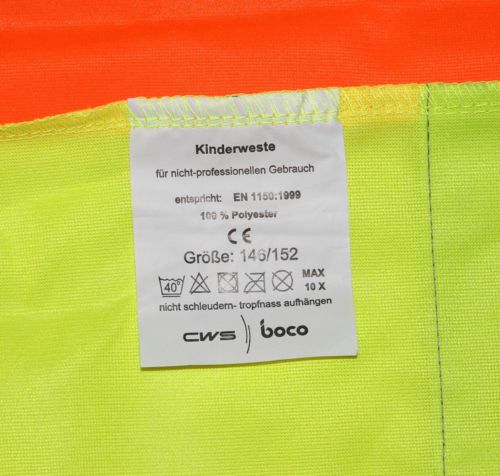 Kinderweste
für nicht-professionellen Gebrauch
entspricht: EN 1150:1999
100 % Polyester
CE
Größe: 146/152
40° MAX
10 X
nicht schleudern- tropfnass aufhängen
cws boco